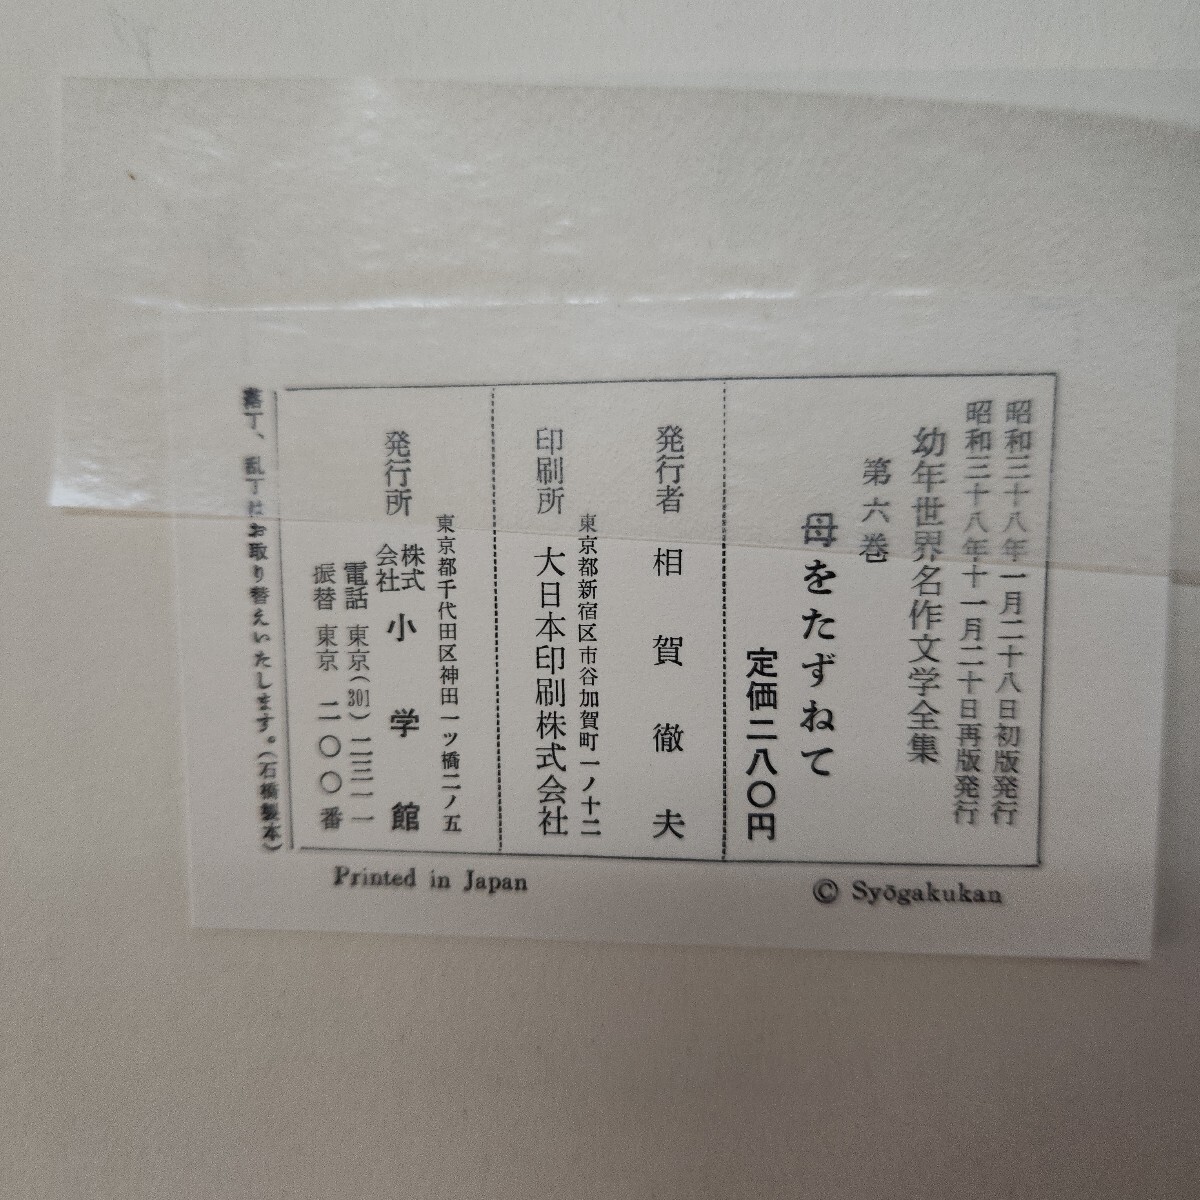 昭和三十八年一月二十八日初版発行
昭和三十八年十一月二十日再版発行
幼年世界名作文学全集
第六巻
母をたずねて
定価二八〇円
発行者 相賀徹夫
東京都新宿区市谷加賀町一ノ十二
印刷所 大日本印刷株式会社
東京都千代田区神田一ツ橋二ノ五
発行所 株式会社 小学館
電話 東京(301)二三一一
振替 東京 二〇〇番
落丁、乱丁はお取り替えいたします。(石橋製本)
© Syōgakukan
Printed in Japan